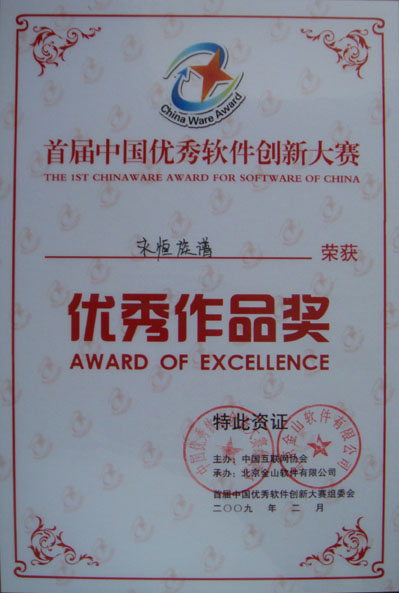 China Ware Award
首届中国优秀软件创新大赛
THE 1ST CHINAWARE AWARD FOR SOFTWARE OF CHINA
永恒族谱 荣获
优秀作品奖
AWARD OF EXCELLENCE
特此资证
主办：中国互联网协会
承办：北京金山软件有限公司
首届中国优秀软件创新大赛组委会
二〇〇九 年 二 月